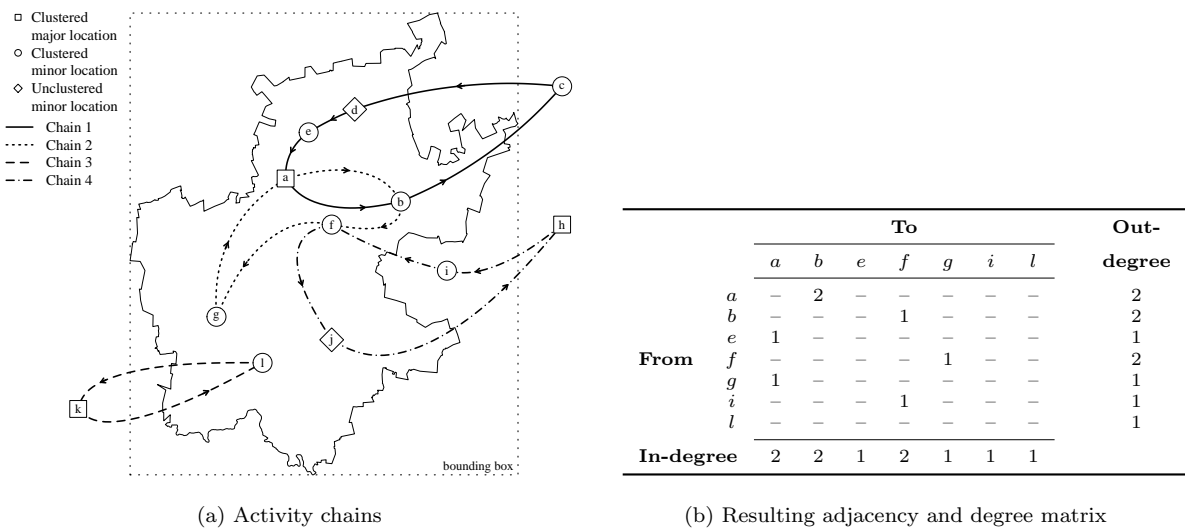 Clustered
major location
Clustered
minor location
Unclustered
minor location
Chain 1
Chain 2
Chain 3
Chain 4
c
d
e
a
b
f
h
i
g
j
l
k
bounding box
(a) Activity chains
To Out-
a b e f g i l degree
a – 2 – – – – – 2
b – – – 1 – – – 2
e 1 – – – – – – 1
From f – – – – 1 – – 2
g 1 – – – – – – 1
i – – – 1 – – – 1
l – – – – – – – 1
In-degree 2 2 1 2 1 1 1
(b) Resulting adjacency and degree matrix